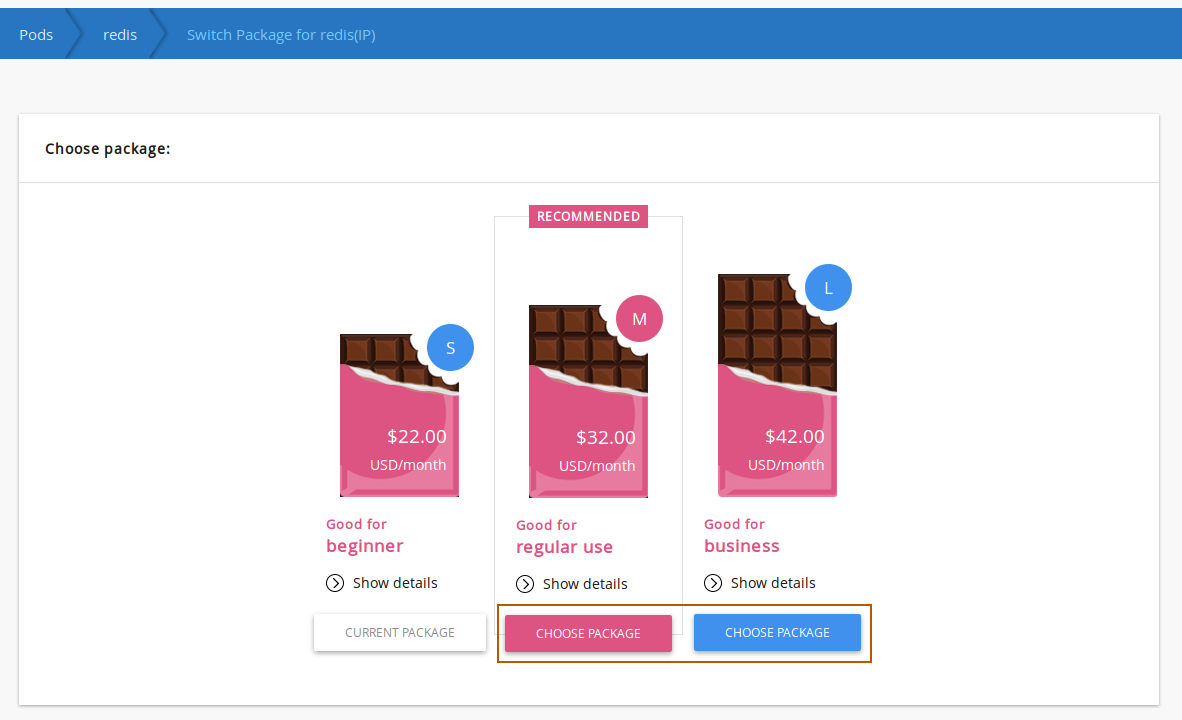 Pods
redis
Switch Package for redis(IP)
Choose package:
RECOMMENDED
S
$22.00
USD/month
Good for
beginner
Show details
CURRENT PACKAGE
M
$32.00
USD/month
Good for
regular use
Show details
CHOOSE PACKAGE
L
$42.00
USD/month
Good for
business
Show details
CHOOSE PACKAGE